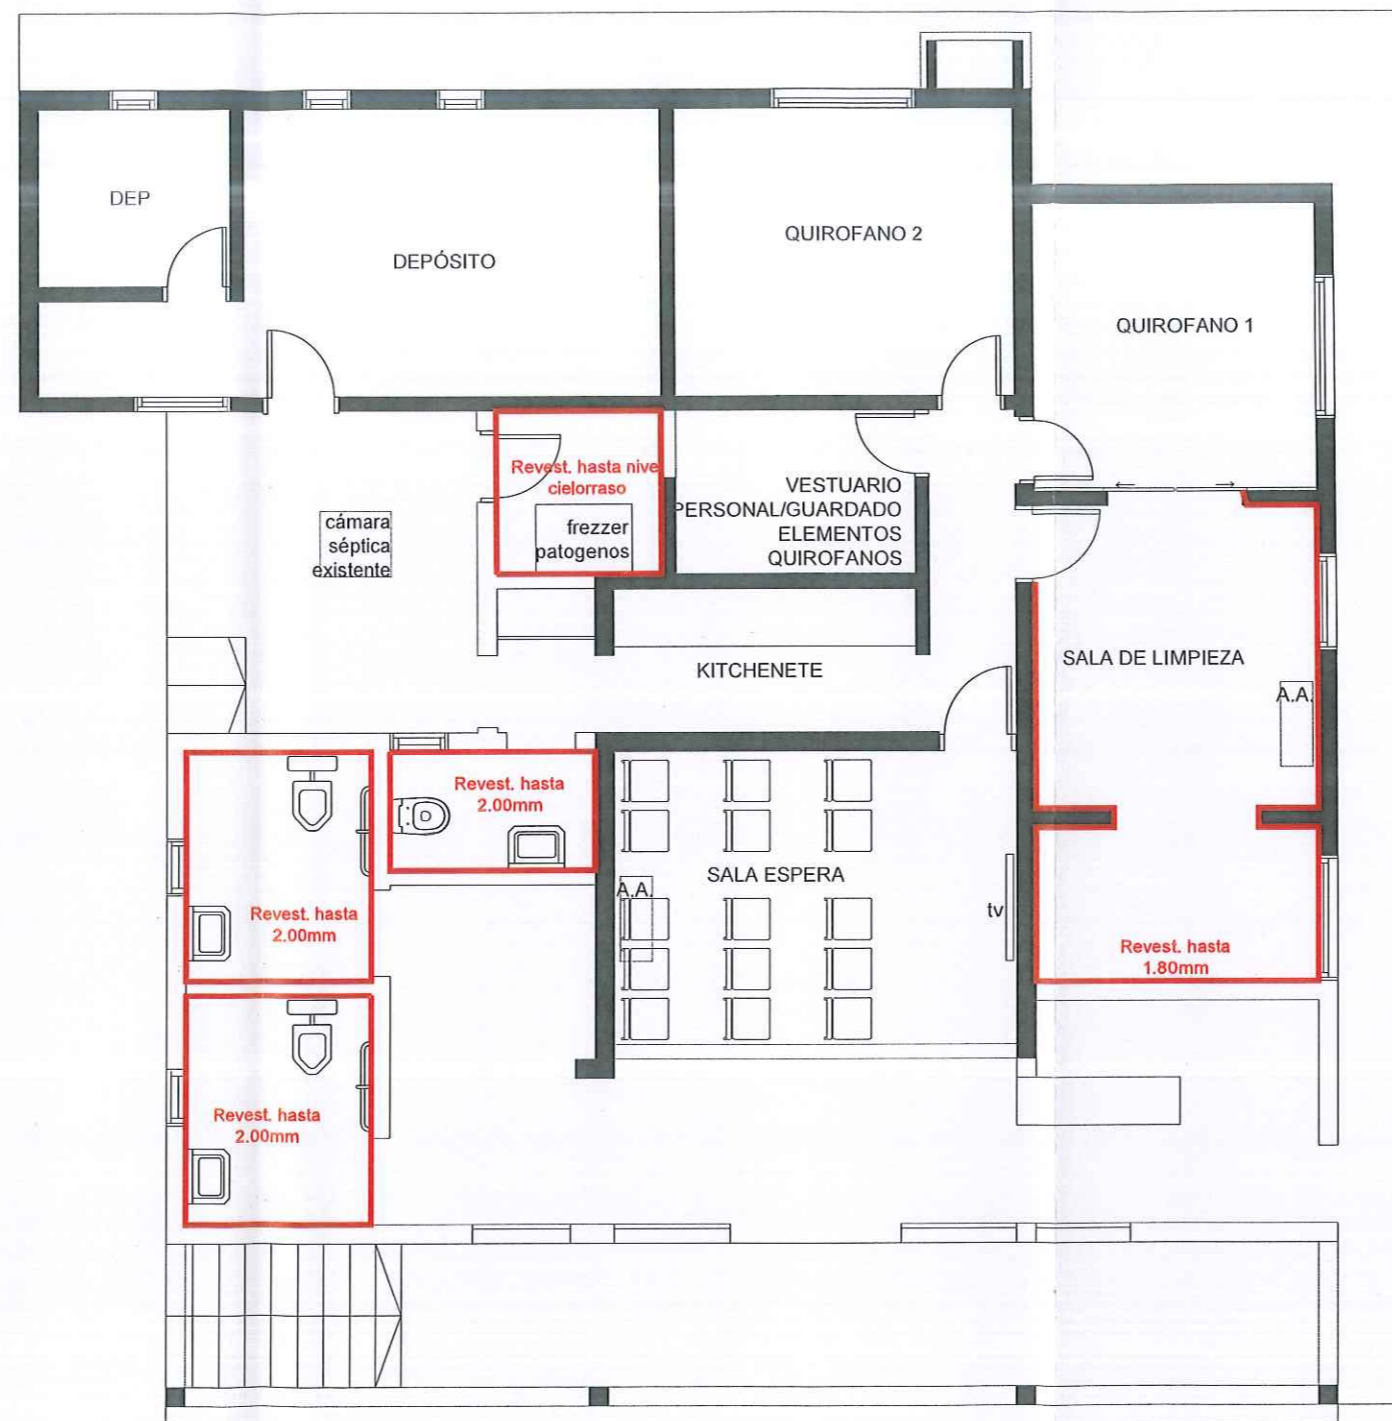 DEP
DEPÓSITO
QUIROFANO 2
QUIROFANO 1
Revest. hasta nive
cielorraso
frezzer
patogenos
VESTUARIO
PERSONAL/GUARDADO
ELEMENTOS
QUIROFANOS
cámara
séptica
existente
KITCHENETE
SALA DE LIMPIEZA
A.A.
Revest. hasta
2.00mm
SALA ESPERA
A.A.
tv
Revest. hasta
2.00mm
Revest. hasta
1.80mm
Revest. hasta
2.00mm